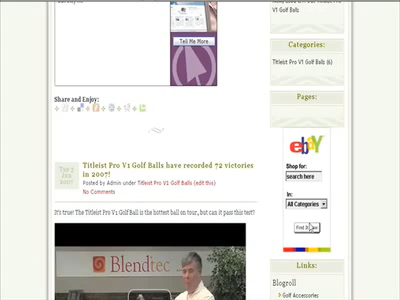 V1 Golf Balls
Tell Me More
Categories:
Titleist Pro V1 Golf Balls (6)
Pages:
Share and Enjoy:
ebay
Shop for:
search here
In:
All Categories
Find It
Titleist Pro V1 Golf Balls have recorded 72 victories
in 2007!
Posted by Admin under Titleist Pro V1 Golf Balls (edit this)
No Comments
It's true! The Titleist Pro V1 Golf Ball is the hottest ball on tour, but can it pass this test?
Blendtec
Links:
Blogroll
Golf Accessories